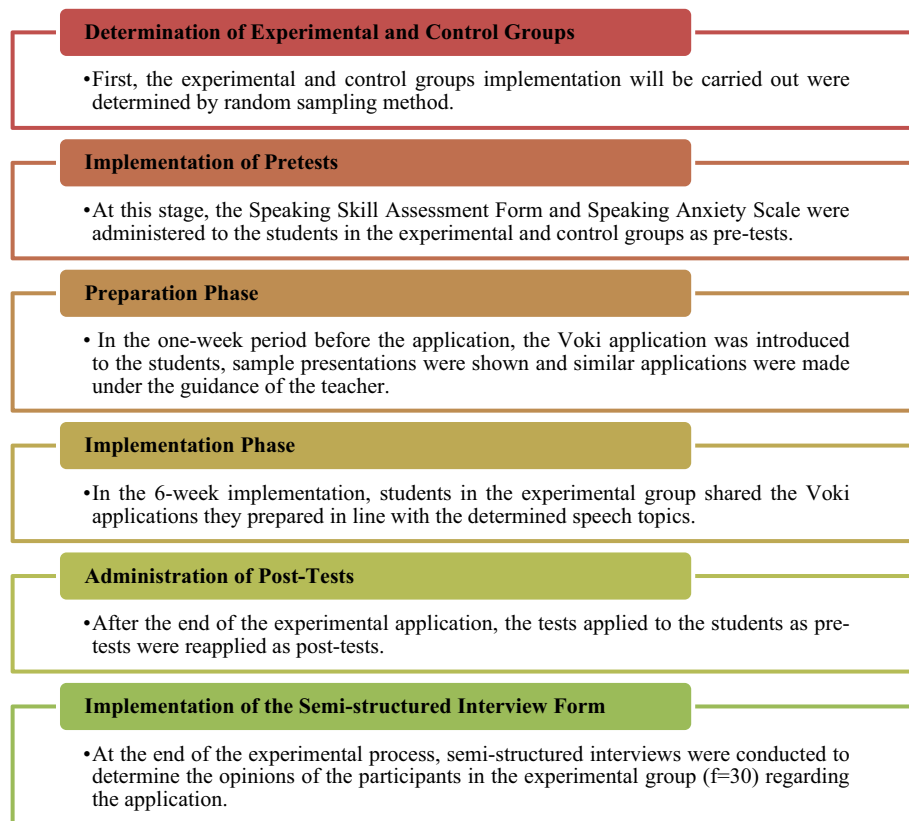 Determination of Experimental and Control Groups
•First, the experimental and control groups implementation will be carried out were
determined by random sampling method.
Implementation of Pretests
•At this stage, the Speaking Skill Assessment Form and Speaking Anxiety Scale were
administered to the students in the experimental and control groups as pre-tests.
Preparation Phase
• In the one-week period before the application, the Voki application was introduced
to the students, sample presentations were shown and similar applications were made
under the guidance of the teacher.
Implementation Phase
•In the 6-week implementation, students in the experimental group shared the Voki
applications they prepared in line with the determined speech topics.
Administration of Post-Tests
•After the end of the experimental application, the tests applied to the students as pre-
tests were reapplied as post-tests.
Implementation of the Semi-structured Interview Form
•At the end of the experimental process, semi-structured interviews were conducted to
determine the opinions of the participants in the experimental group (f=30) regarding
the application.